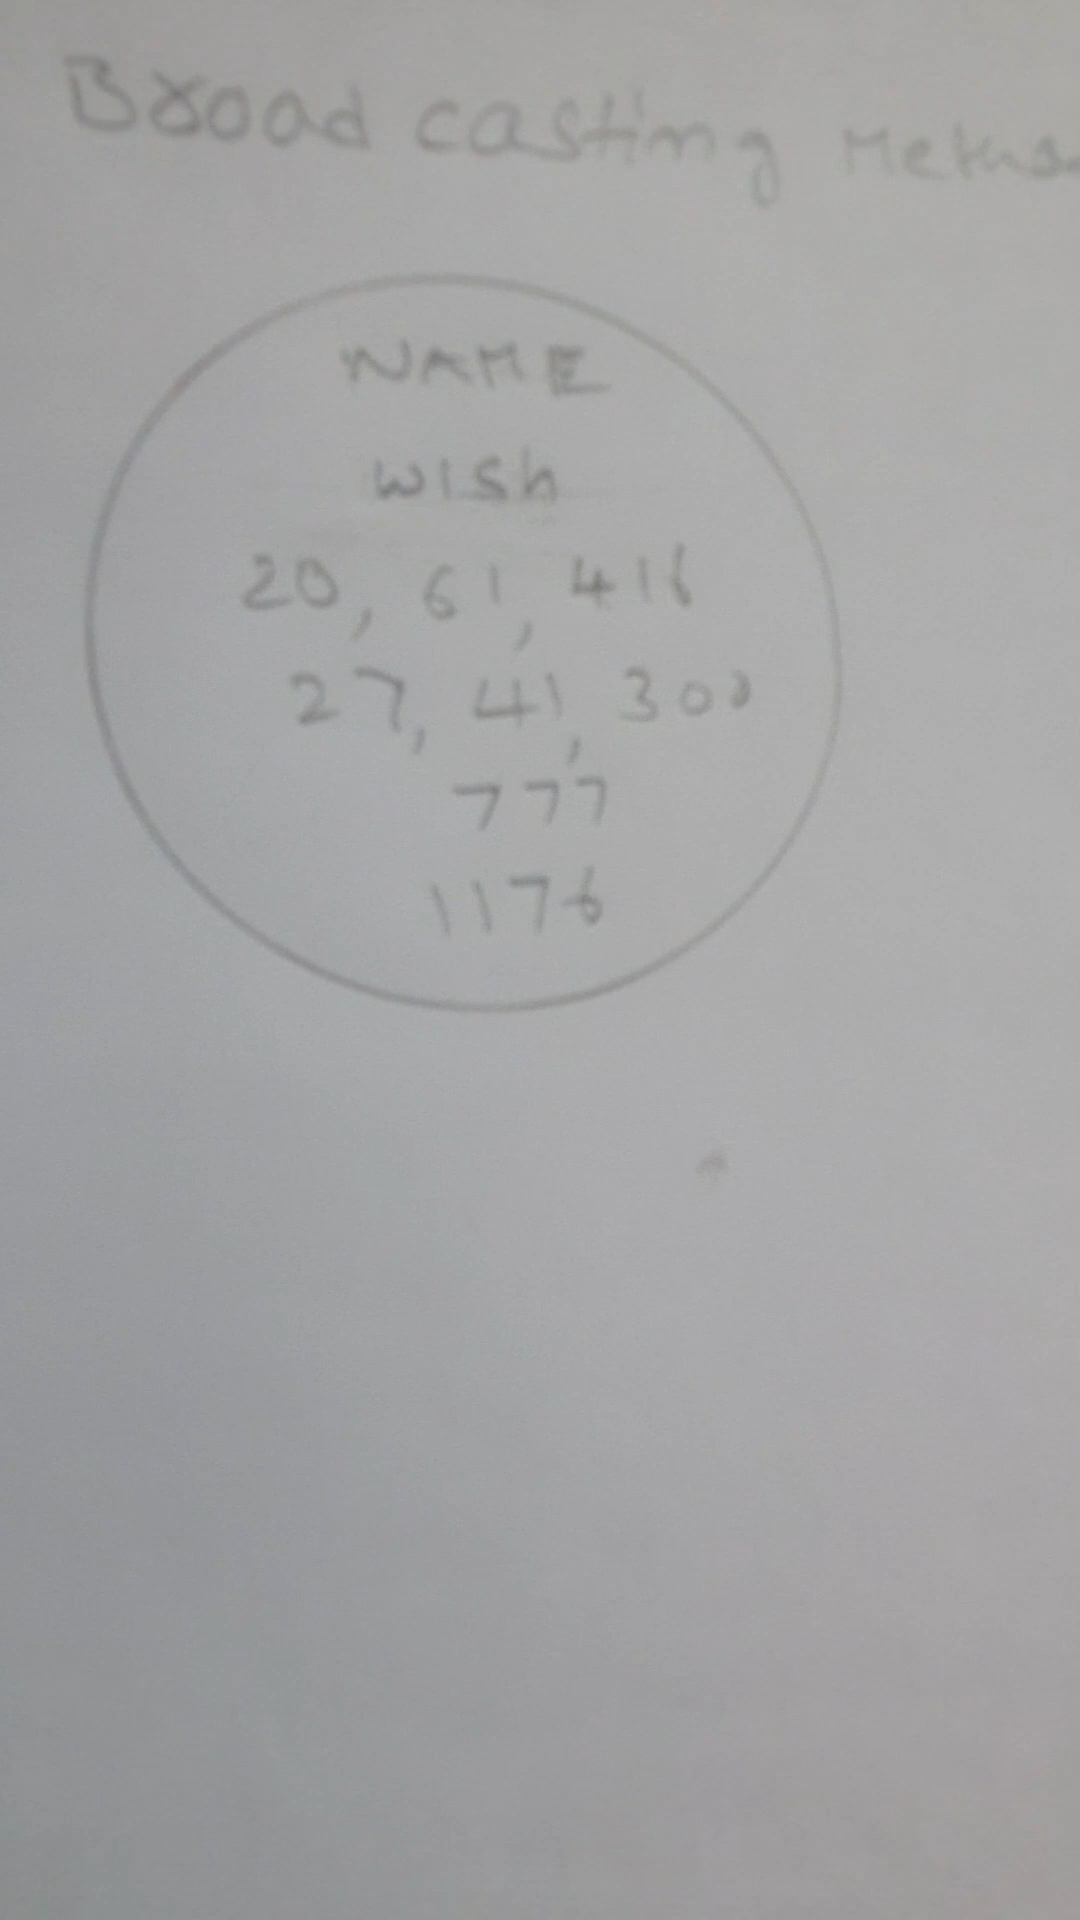 Broad casting
NAME
wish
20, 61, 416
27, 41, 300
777
1176